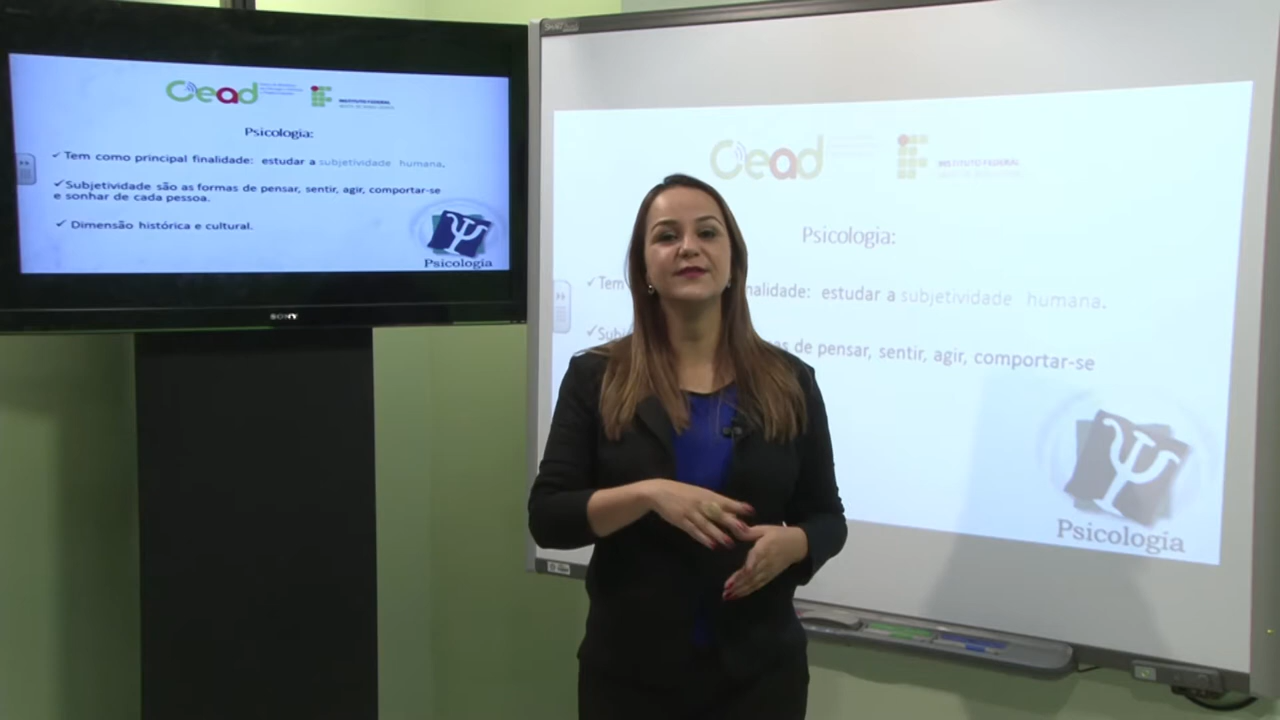 Cead
INSTITUTO FEDERAL
Psicologia:
✓ Tem como principal finalidade: estudar a subjetividade humana.
✓Subjetividade são as formas de pensar, sentir, agir, comportar-se
e sonhar de cada pessoa.
✓ Dimensão histórica e cultural.
Psicologia
SONY
Cead
INSTITUTO FEDERAL
Psicologia:
✓Tem nalidade: estudar a subjetividade humana.
✓Subj as de pensar, sentir, agir, comportar-se
Psicologia